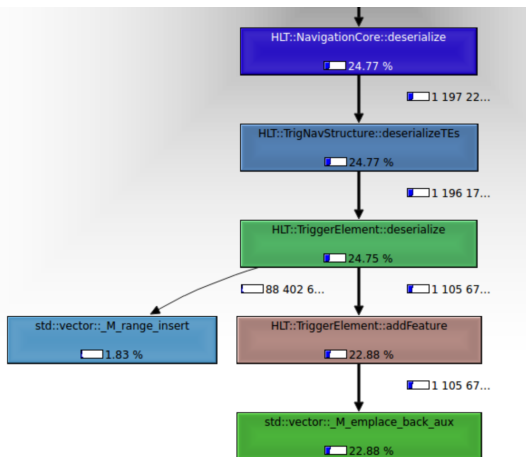 HLT::NavigationCore::deserialize
24.77 %
1 197 22...
HLT::TrigNavStructure::deserializeTEs
24.77 %
1 196 17...
HLT::TriggerElement::deserialize
24.75 %
88 402 6...
1 105 67...
std::vector::_M_range_insert
1.83 %
HLT::TriggerElement::addFeature
22.88 %
1 105 67...
std::vector::_M_emplace_back_aux
22.88 %